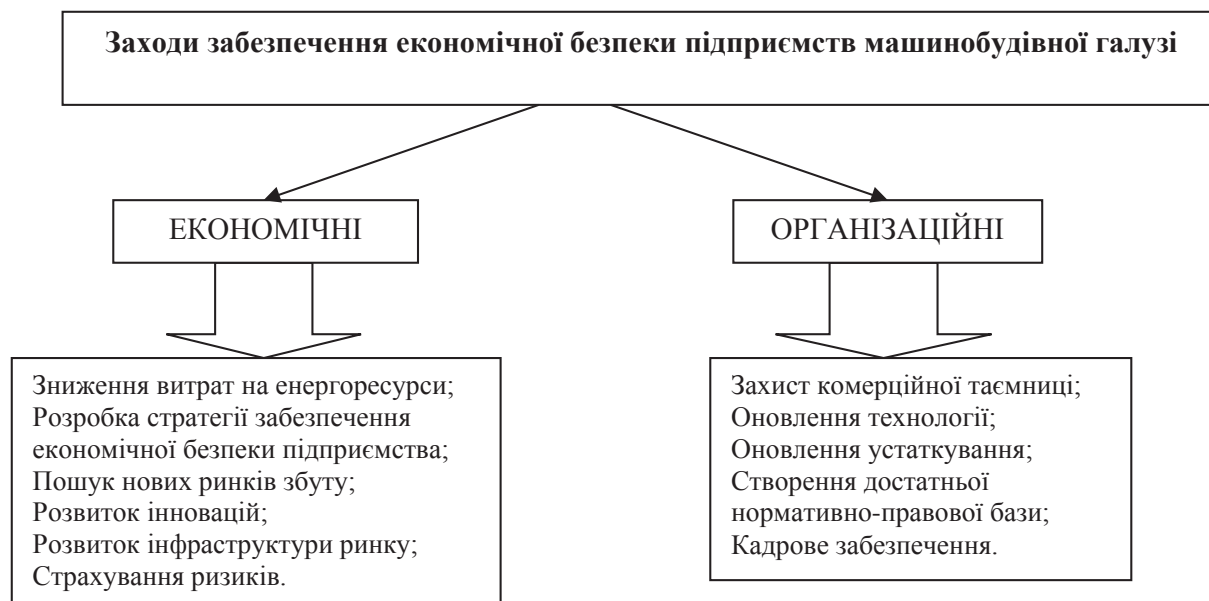 Заходи забезпечення економічної безпеки підприємств машинобудівної галузі
ЕКОНОМІЧНІ
ОРГАНІЗАЦІЙНІ
Зниження витрат на енергоресурси;
Розробка стратегії забезпечення
економічної безпеки підприємства;
Пошук нових ринків збуту;
Розвиток інновацій;
Розвиток інфраструктури ринку;
Страхування ризиків.
Захист комерційної таємниці;
Оновлення технології;
Оновлення устаткування;
Створення достатньої
нормативно-правової бази;
Кадрове забезпечення.